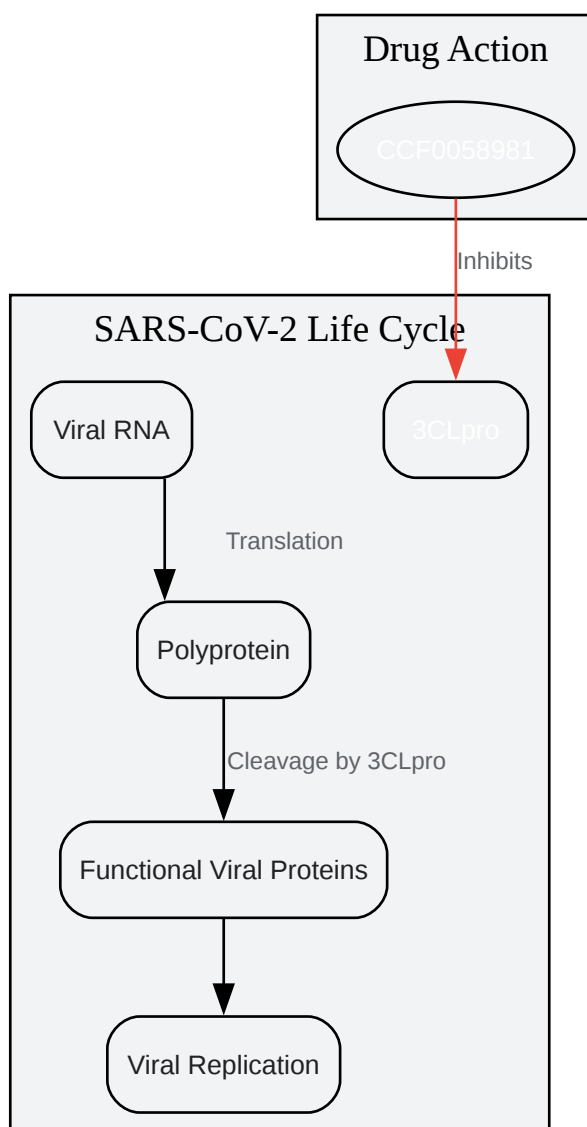 Drug Action
CCF0058981
Inhibits
SARS-CoV-2 Life Cycle
Viral RNA
3CLpro
Translation
Polyprotein
Cleavage by 3CLpro
Functional Viral Proteins
Viral Replication